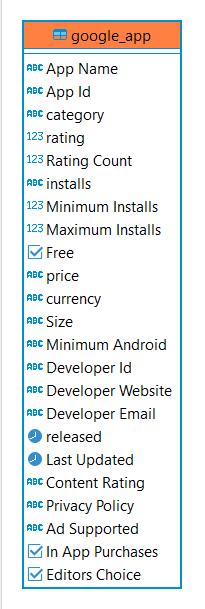 google_app
ABC App Name
ABC App Id
ABC category
123 rating
123 Rating Count
ABC installs
123 Minimum Installs
123 Maximum Installs
Free
ABC price
ABC currency
ABC Size
ABC Minimum Android
ABC Developer Id
ABC Developer Website
ABC Developer Email
released
Last Updated
ABC Content Rating
ABC Privacy Policy
ABC Ad Supported
In App Purchases
Editors Choice